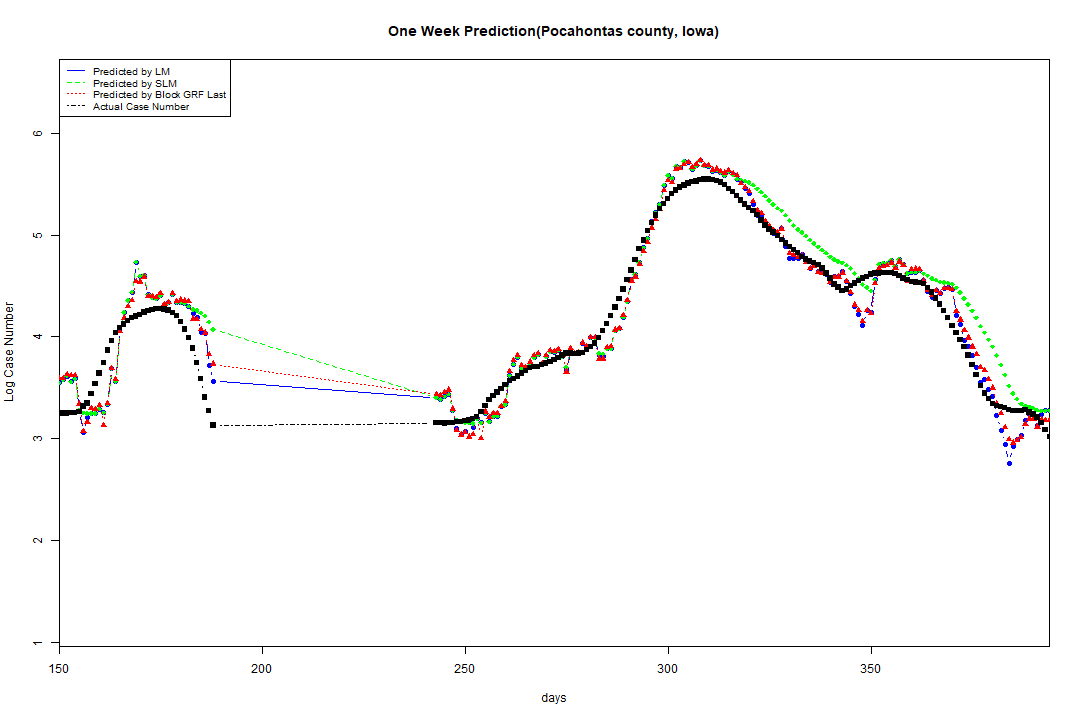 One Week Prediction(Pocahontas county, Iowa)
Predicted by LM
Predicted by SLM
Predicted by Block GRF Last
Actual Case Number
6
5
4
3
2
1
Log Case Number
150 200 250 300 350
days